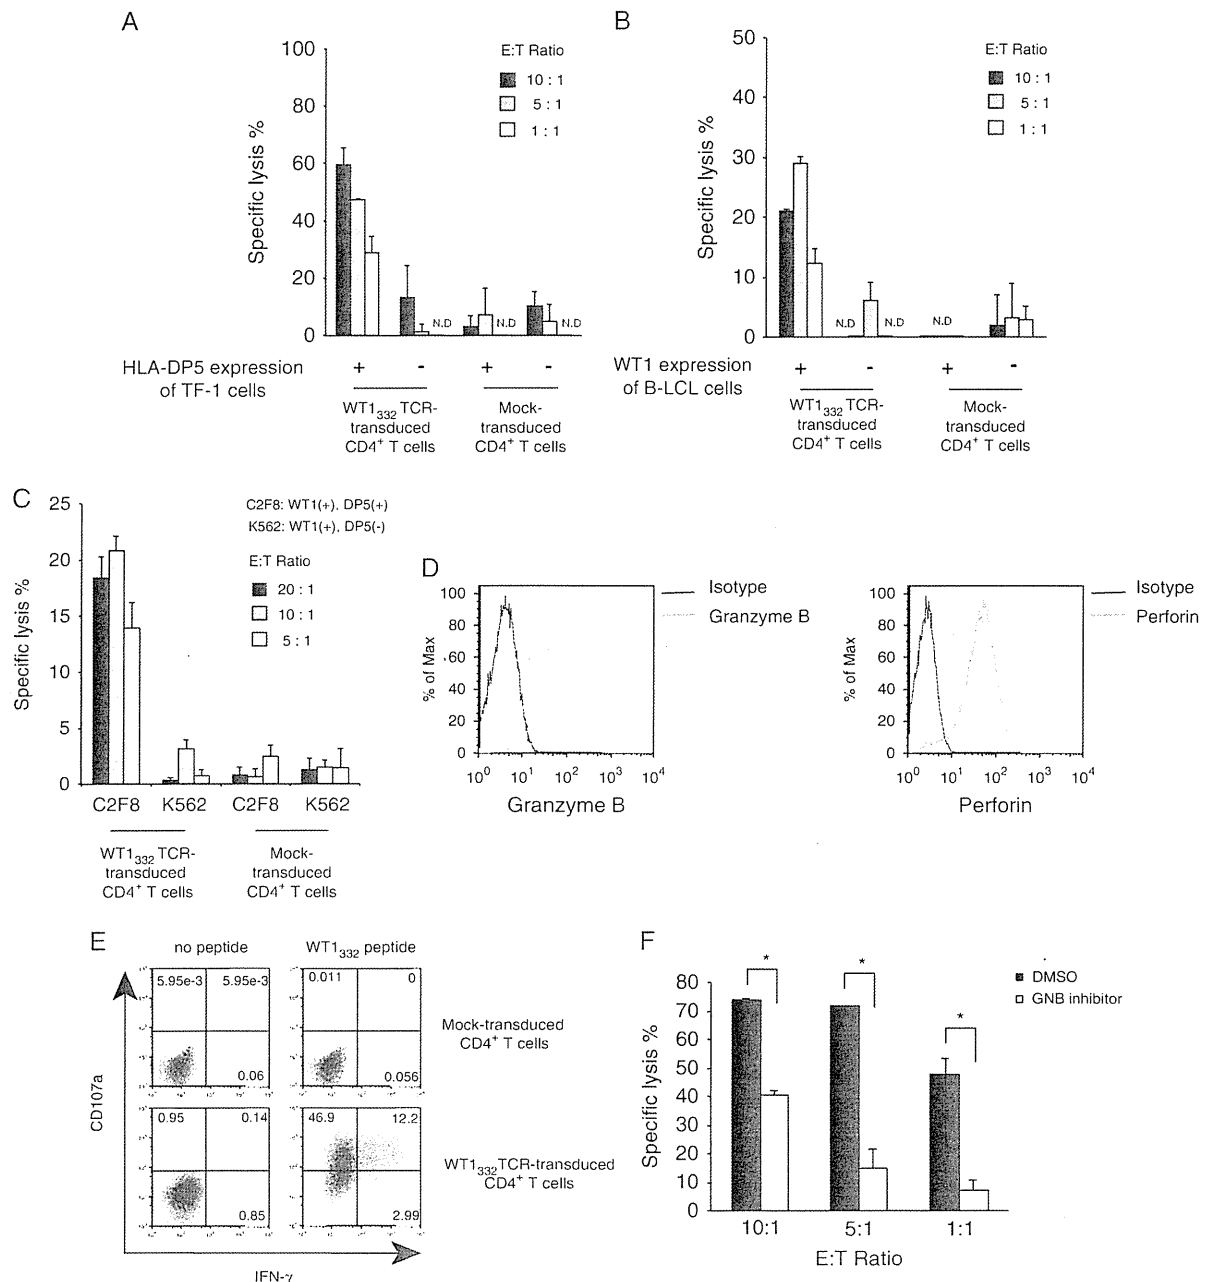 A
100
80
60
40
20
0
Specific lysis %
E:T Ratio
10 : 1
5 : 1
1 : 1
N.D
N.D
N.D
HLA-DP5 expression
of TF-1 cells
+ - + -
WT1332 TCR-
transduced
CD4+ T cells
Mock-
transduced
CD4+ T cells
B
50
40
30
20
10
0
Specific lysis %
E:T Ratio
10 : 1
5 : 1
1 : 1
N.D
N.D
N.D
WT1 expression
of B-LCL cells
+ - + -
WT1332 TCR-
transduced
CD4+ T cells
Mock-
transduced
CD4+ T cells
C
25
20
15
10
5
0
Specific lysis %
C2F8: WT1(+), DP5(+)
K562: WT1(+), DP5(-)
E:T Ratio
20 : 1
10 : 1
5 : 1
C2F8 K562 C2F8 K562
WT1332 TCR-
transduced
CD4+ T cells
Mock-
transduced
CD4+ T cells
D
100
80
60
40
20
0
% of Max
10^0 10^1 10^2 10^3 10^4
Granzyme B
Isotype
Granzyme B
100
80
60
40
20
0
% of Max
10^0 10^1 10^2 10^3 10^4
Perforin
Isotype
Perforin
E
no peptide
WT1332 peptide
5.95e-3 5.95e-3
0.06
0.011 0
0.056
Mock-transduced
CD4+ T cells
0.95 0.14
0.85
46.9 12.2
2.99
WT1332TCR-transduced
CD4+ T cells
CD107a
IFN-γ
F
80
70
60
50
40
30
20
10
0
Specific lysis %
*
*
*
DMSO
GNB inhibitor
10:1 5:1 1:1
E:T Ratio